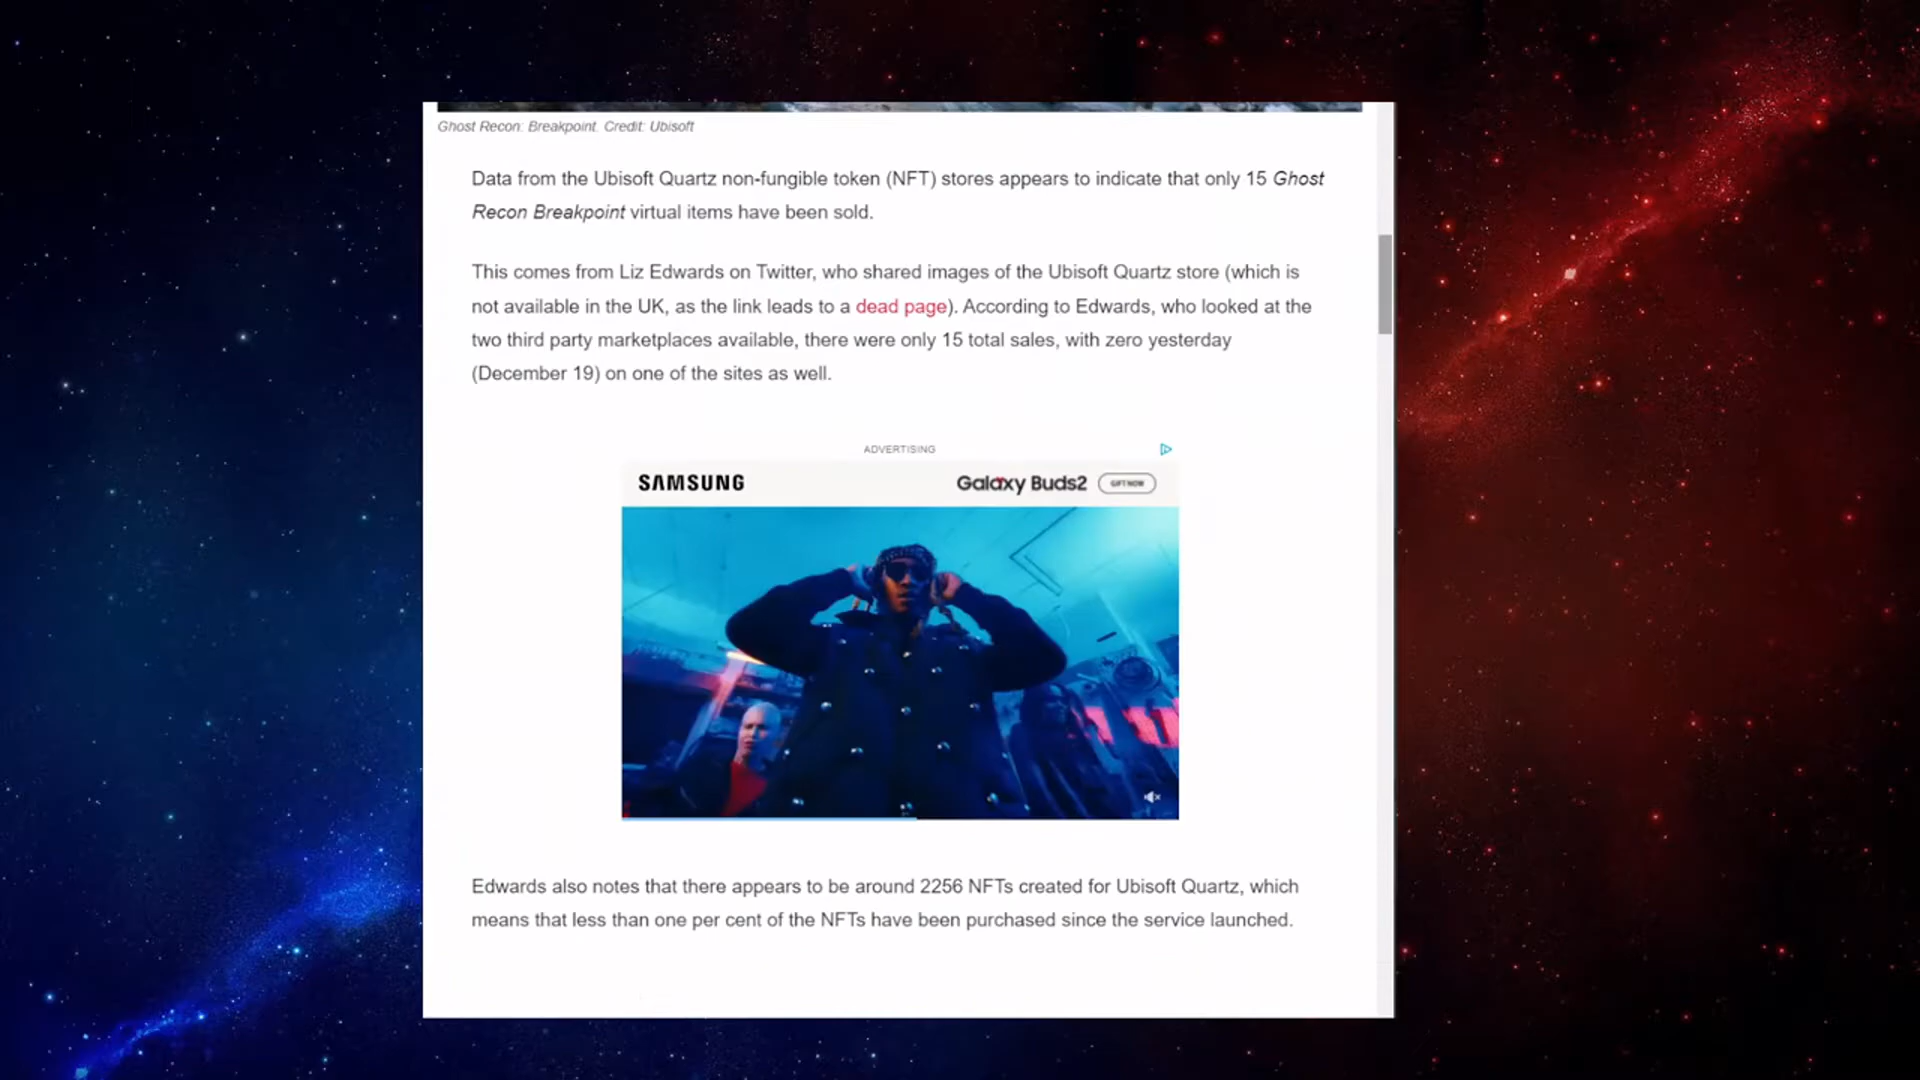 Ghost Recon: Breakpoint. Credit: Ubisoft
Data from the Ubisoft Quartz non-fungible token (NFT) stores appears to indicate that only 15 Ghost
Recon Breakpoint virtual items have been sold.
This comes from Liz Edwards on Twitter, who shared images of the Ubisoft Quartz store (which is
not available in the UK, as the link leads to a dead page). According to Edwards, who looked at the
two third party marketplaces available, there were only 15 total sales, with zero yesterday
(December 19) on one of the sites as well.
ADVERTISING
SAMSUNG
Galaxy Buds2
GIFT NOW
Edwards also notes that there appears to be around 2256 NFTs created for Ubisoft Quartz, which
means that less than one per cent of the NFTs have been purchased since the service launched.